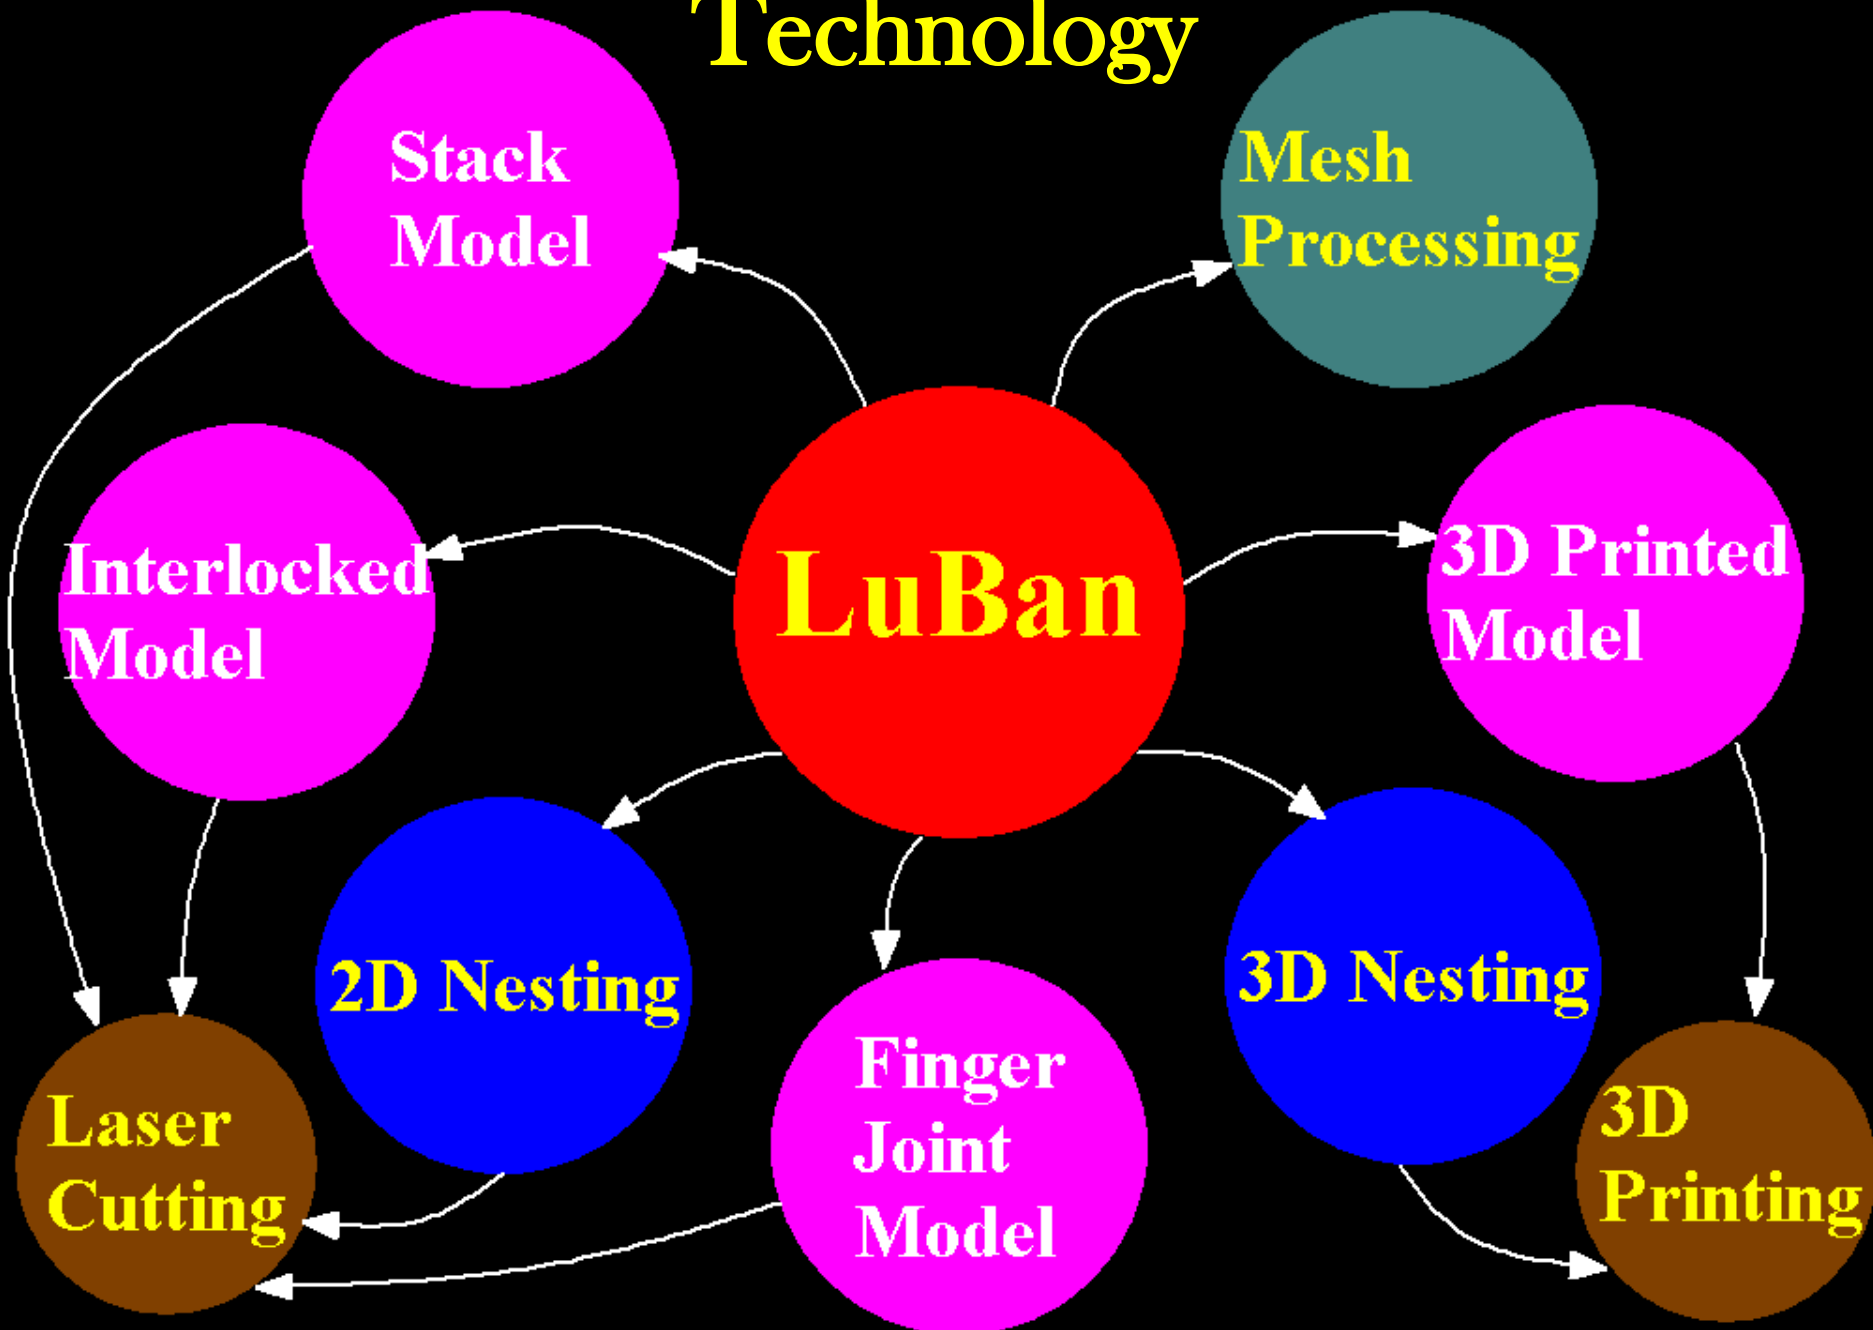 Technology
Stack
Model
Mesh
Processing
Interlocked
Model
LuBan
3D Printed
Model
2D Nesting
3D Nesting
Finger
Joint
Model
Laser
Cutting
3D
Printing